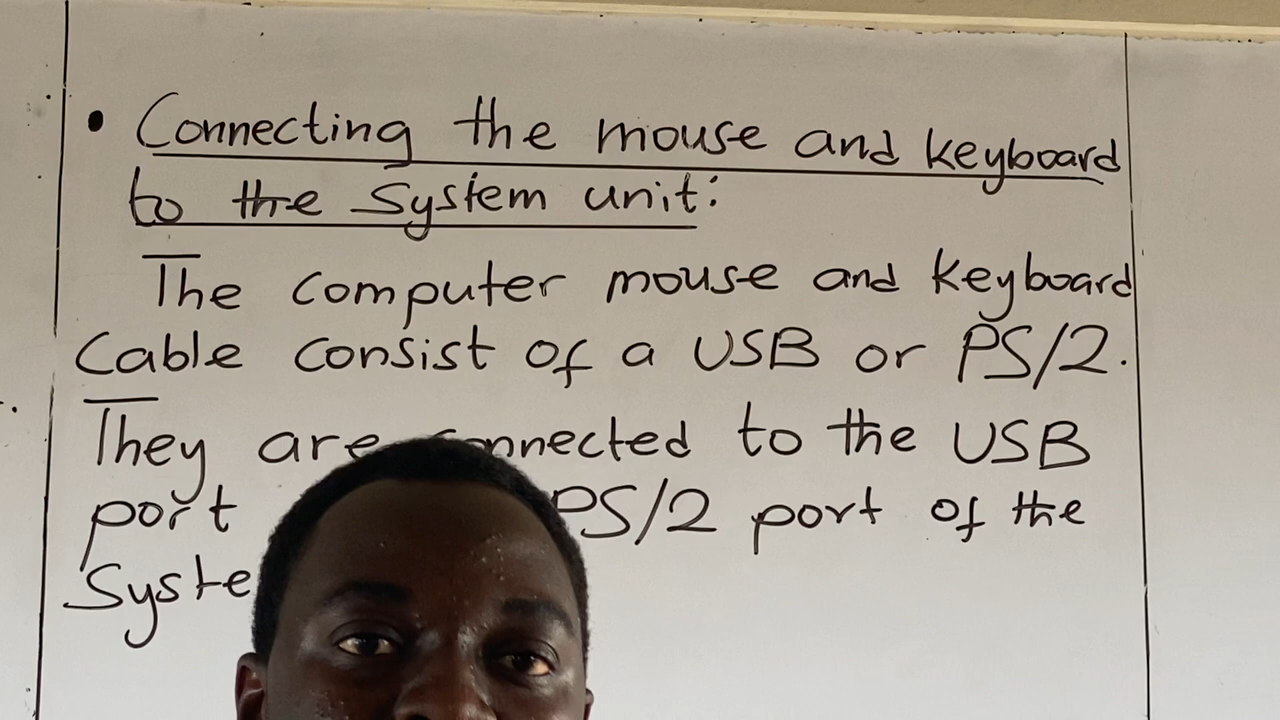 • Connecting the mouse and keyboard
to the System unit:
The computer mouse and keyboard
Cable consist of a USB or PS/2.
They are connected to the USB
port PS/2 port of the